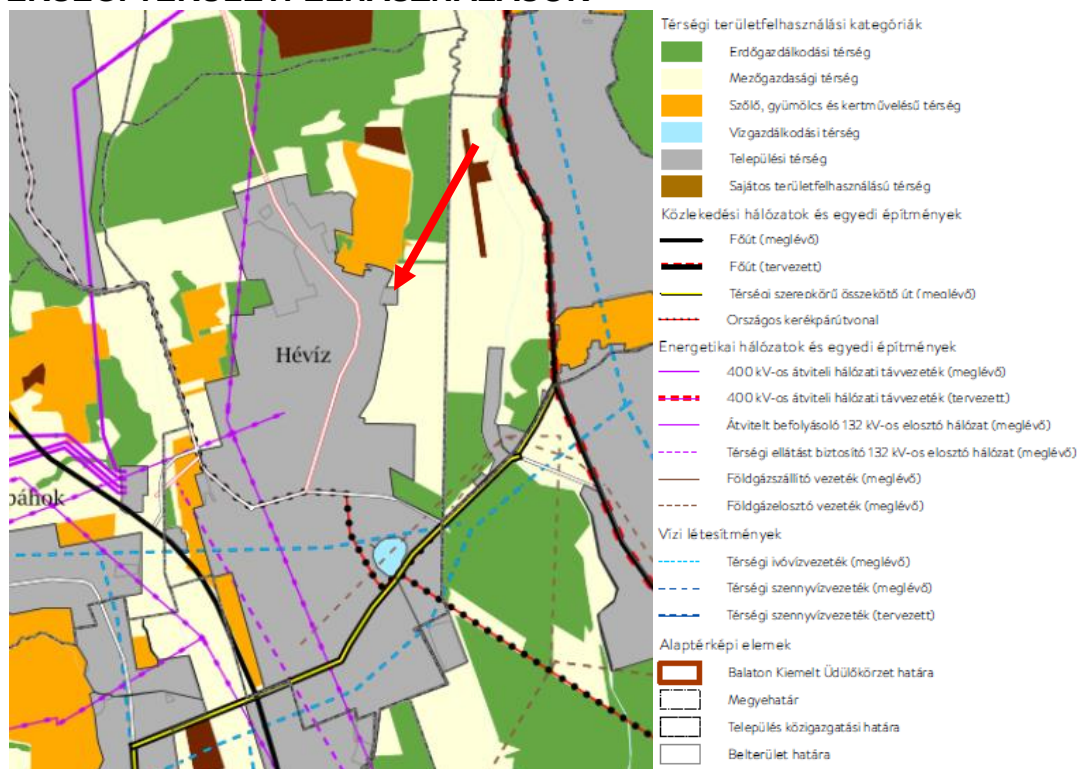 Térségi területfelhasználási kategóriák
Erdőgazdálkodási térség
Mezőgazdasági térség
Szőlő, gyümölcs és kertművelésű térség
Vízgazdálkodási térség
Települési térség
Sajátos területfelhasználású térség
Közlekedési hálózatok és egyedi építmények
Főút (meglévő)
Főút (tervezett)
Térségi szerepkörű összekötő út (meglévő)
Országos kerékpárútvonal
Energetikai hálózatok és egyedi építmények
400 kV-os átviteli hálózati távvezeték (meglévő)
400 kV-os átviteli hálózati távvezeték (tervezett)
Átvitelt befolyásoló 132 kV-os elosztó hálózat (meglévő)
Térségi ellátást biztosító 132 kV-os elosztó hálózat (meglévő)
Földgázszállító vezeték (meglévő)
Földgázelosztó vezeték (meglévő)
Vízi létesítmények
Térségi ivóvízvezeték (meglévő)
Térségi szennyvízvezeték (meglévő)
Térségi szennyvízvezeték (tervezett)
Alaptérképi elemek
Balaton Kiemelt Üdülőkörzet határa
Megyehatár
Település közigazgatási határa
Belterület határa
Hévíz
páhok